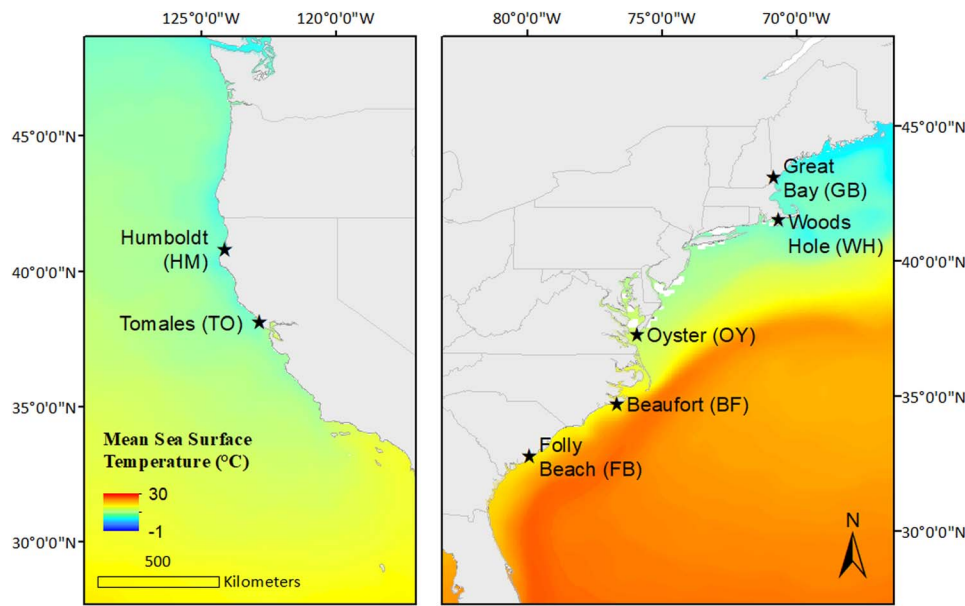 125°0'0"W 120°0'0"W
80°0'0"W 75°0'0"W 70°0'0"W
45°0'0"N
40°0'0"N
35°0'0"N
30°0'0"N
Humboldt
(HM)
Tomales (TO)
Mean Sea Surface
Temperature (°C)
30
-1
500
Kilometers
45°0'0"N
40°0'0"N
35°0'0"N
30°0'0"N
Great
Bay (GB)
Woods
Hole (WH)
Oyster (OY)
Beaufort (BF)
Folly
Beach (FB)
N